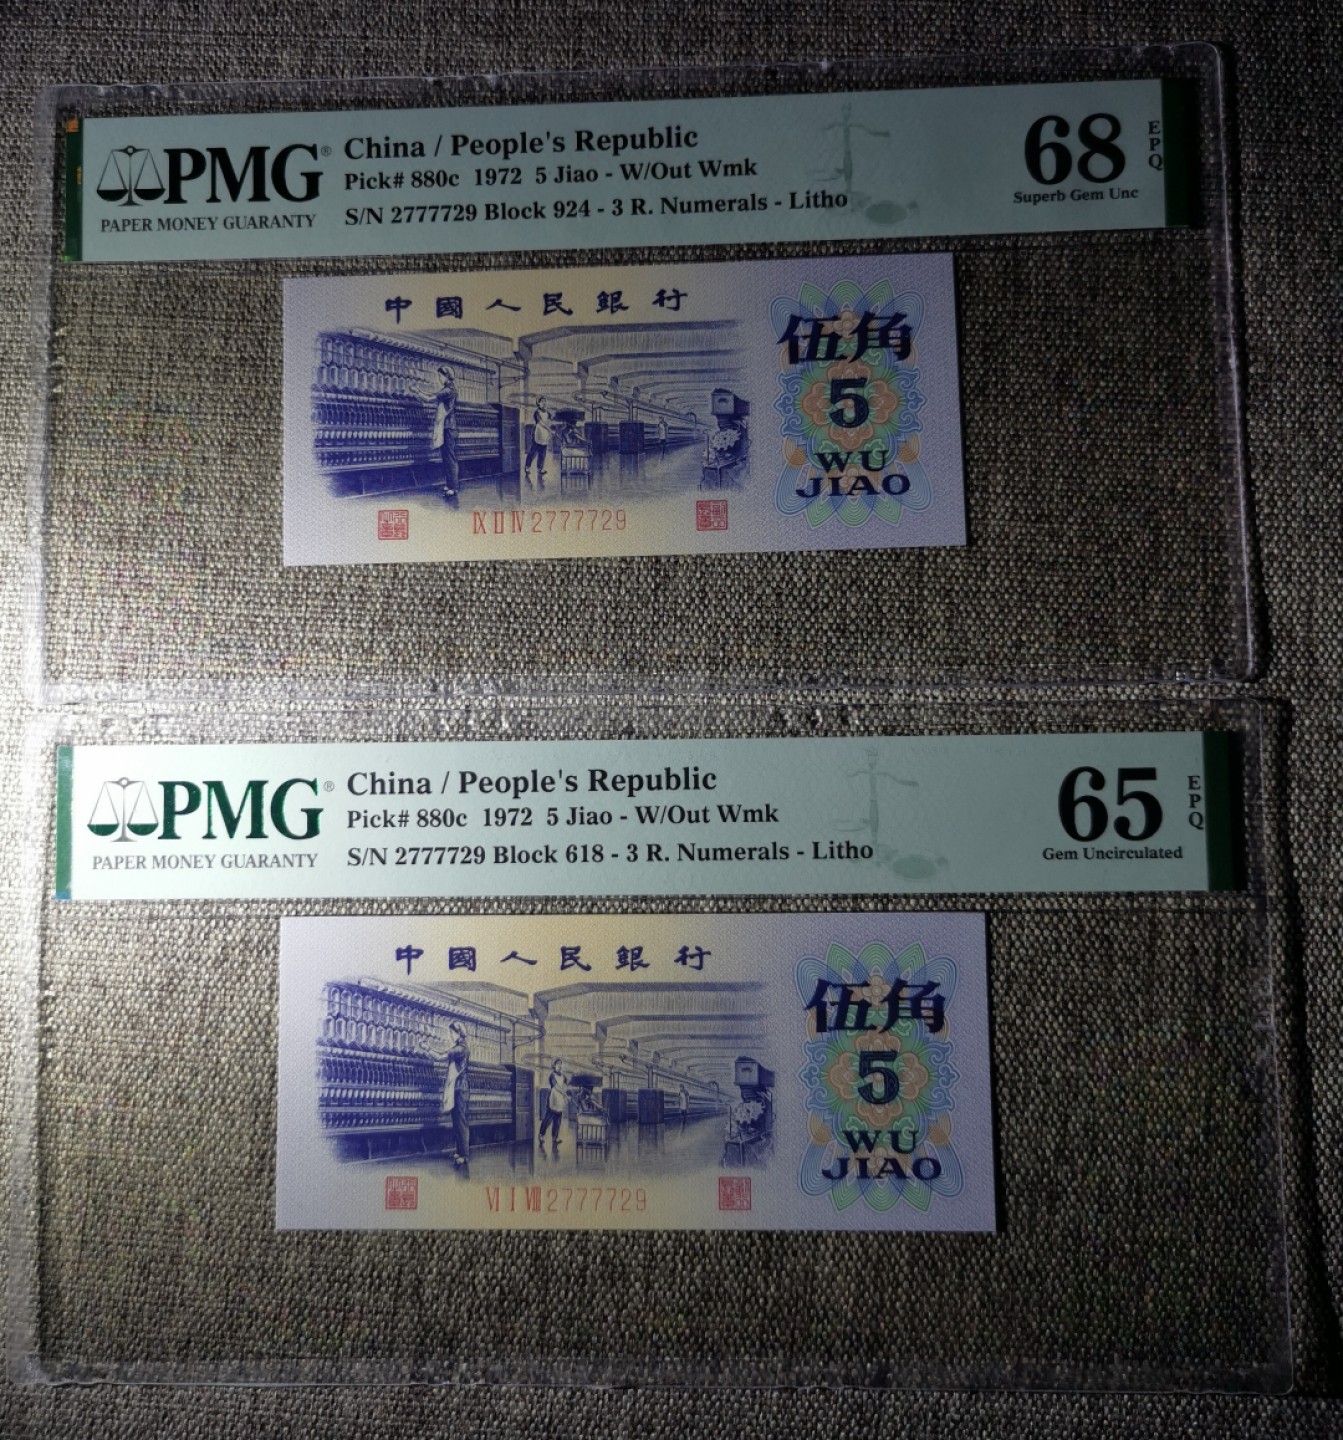 PMG®
PAPER MONEY GUARANTY
China / People's Republic
Pick# 880c 1972 5 Jiao - W/Out Wmk
S/N 2777729 Block 924 - 3 R. Numerals - Litho
68
EPQ
Superb Gem Unc
中國人民銀行
伍角
5
WU
JIAO
IX II IV 2777729
PMG®
PAPER MONEY GUARANTY
China / People's Republic
Pick# 880c 1972 5 Jiao - W/Out Wmk
S/N 2777729 Block 618 - 3 R. Numerals - Litho
65
EPQ
Gem Uncirculated
中國人民銀行
伍角
5
WU
JIAO
VI I VIII 2777729